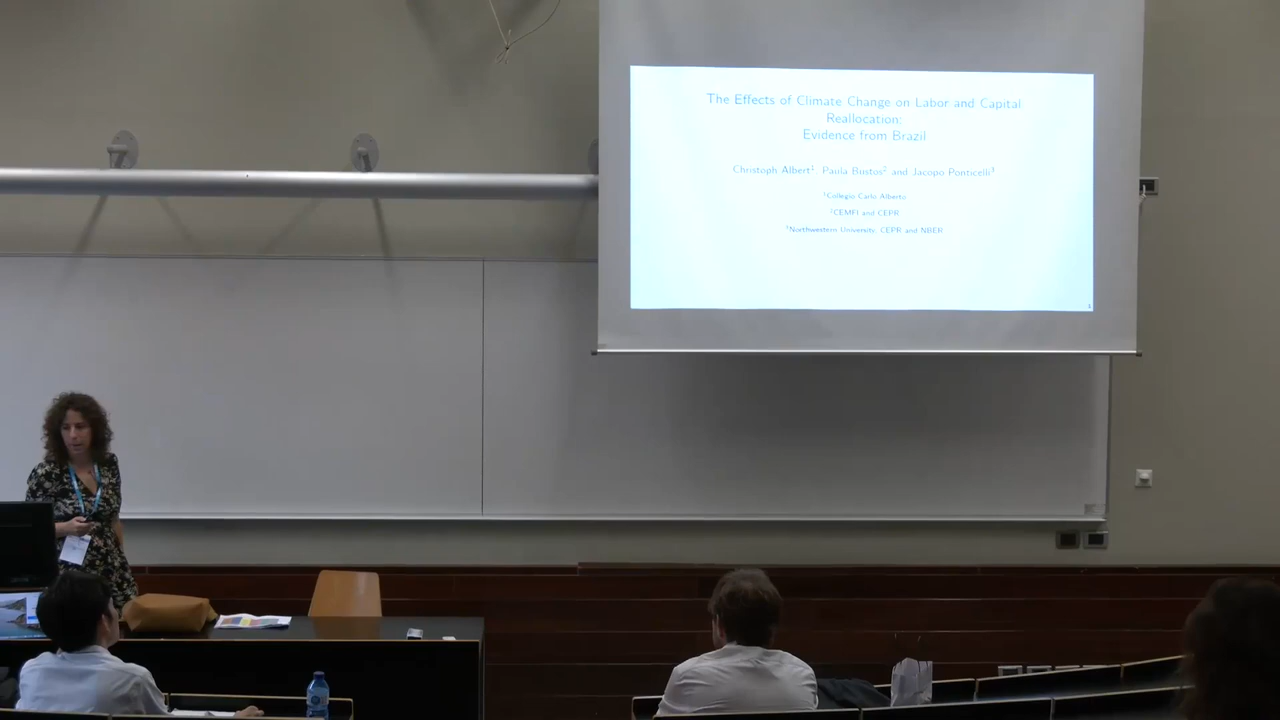 The Effects of Climate Change on Labor and Capital
Reallocation:
Evidence from Brazil
Christoph Albert¹, Paula Bustos² and Jacopo Ponticelli³
¹Collegio Carlo Alberto
²CEMFI and CEPR
³Northwestern University, CEPR and NBER